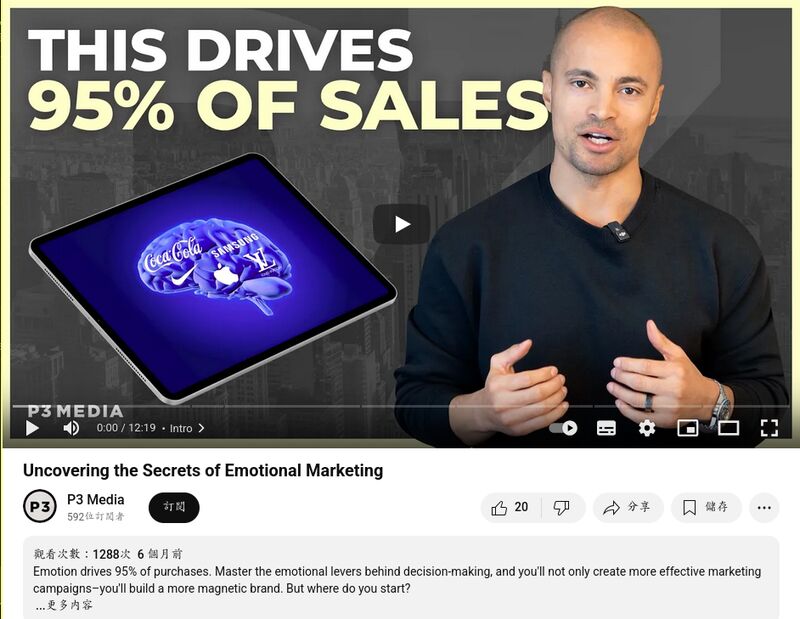 THIS DRIVES
95% OF SALES
Coca-Cola
SAMSUNG
LV
P3 MEDIA
0:00 / 12:19 • Intro
Uncovering the Secrets of Emotional Marketing
P3
P3 Media
592位訂閱者
訂閱
20
分享
儲存
觀看次數：1288次 6 個月前
Emotion drives 95% of purchases. Master the emotional levers behind decision-making, and you'll not only create more effective marketing
campaigns–you'll build a more magnetic brand. But where do you start?
...更多內容